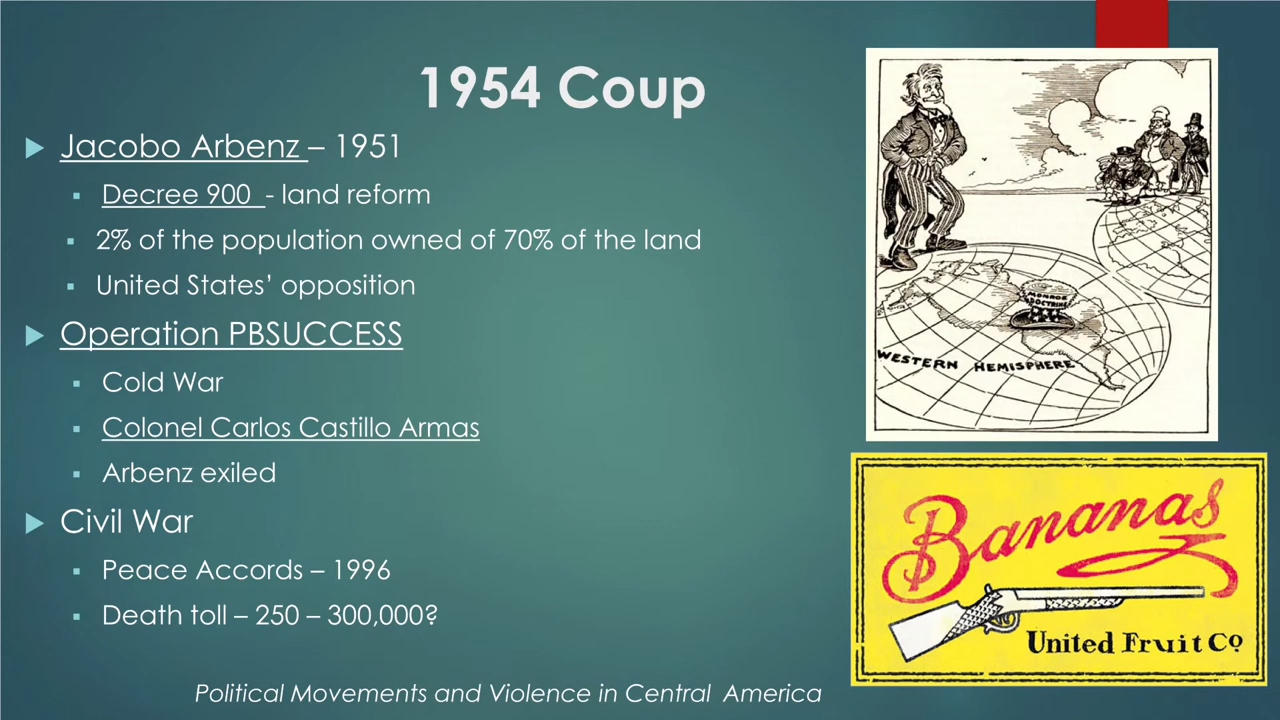 1954 Coup
Jacobo Arbenz – 1951
Decree 900 - land reform
2% of the population owned of 70% of the land
United States’ opposition
Operation PBSUCCESS
Cold War
Colonel Carlos Castillo Armas
Arbenz exiled
Civil War
Peace Accords – 1996
Death toll – 250 – 300,000?
Political Movements and Violence in Central America
MONROE
DOCTRINE
WESTERN HEMISPHERE
Bananas
United Fruit Co